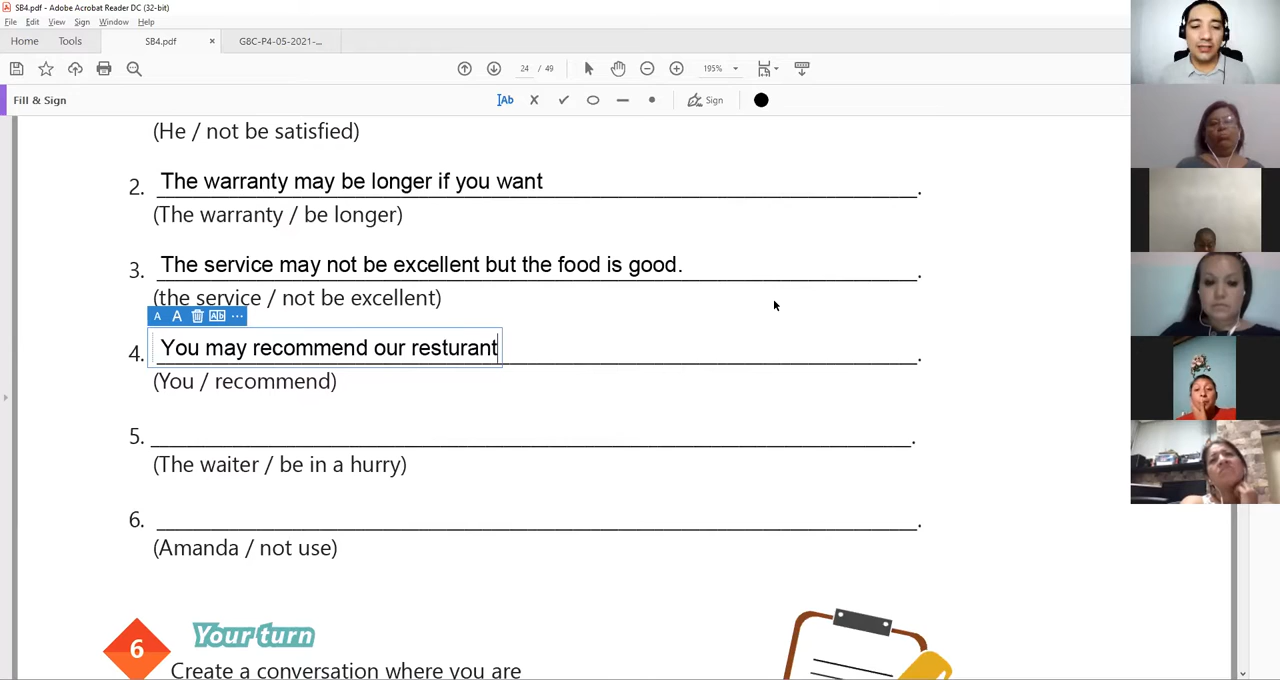 SB4.pdf - Adobe Acrobat Reader DC (32-bit)
File Edit View Sign Window Help
Home Tools SB4.pdf × GBC-P4-05-2021-...
24 / 49 195%
Fill & Sign Ab Sign
(He / not be satisfied)
2. The warranty may be longer if you want .
(The warranty / be longer)
3. The service may not be excellent but the food is good. .
(the service / not be excellent)
A A Ab ...
4. You may recommend our resturant .
(You / recommend)
5. .
(The waiter / be in a hurry)
6. .
(Amanda / not use)
6 Your turn
Create a conversation where you are